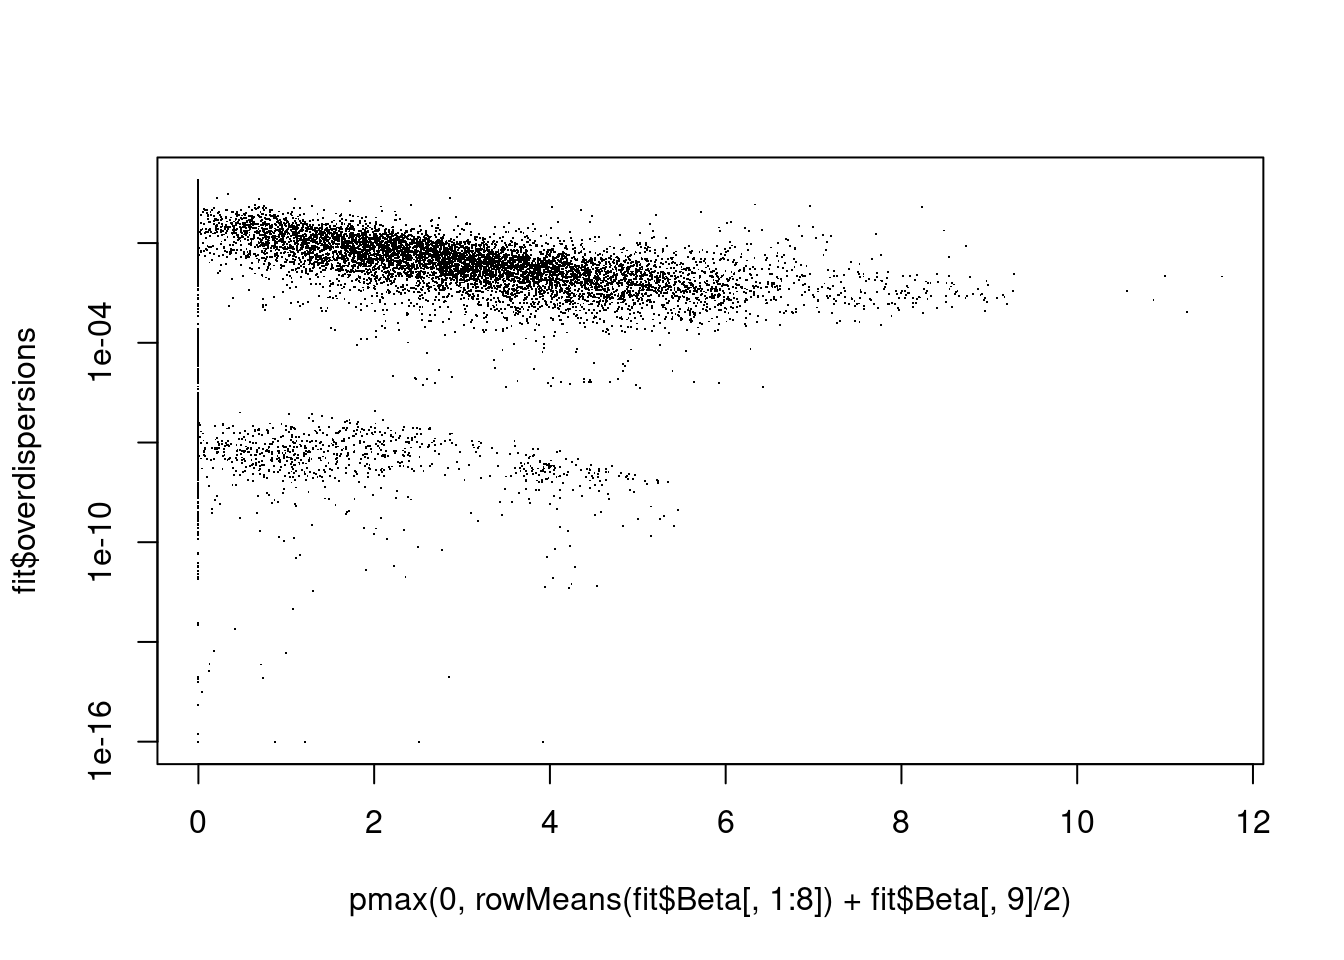 fit$overdispersions
1e-04
1e-10
1e-16
0 2 4 6 8 10 12
pmax(0, rowMeans(fit$Beta[, 1:8]) + fit$Beta[, 9]/2)